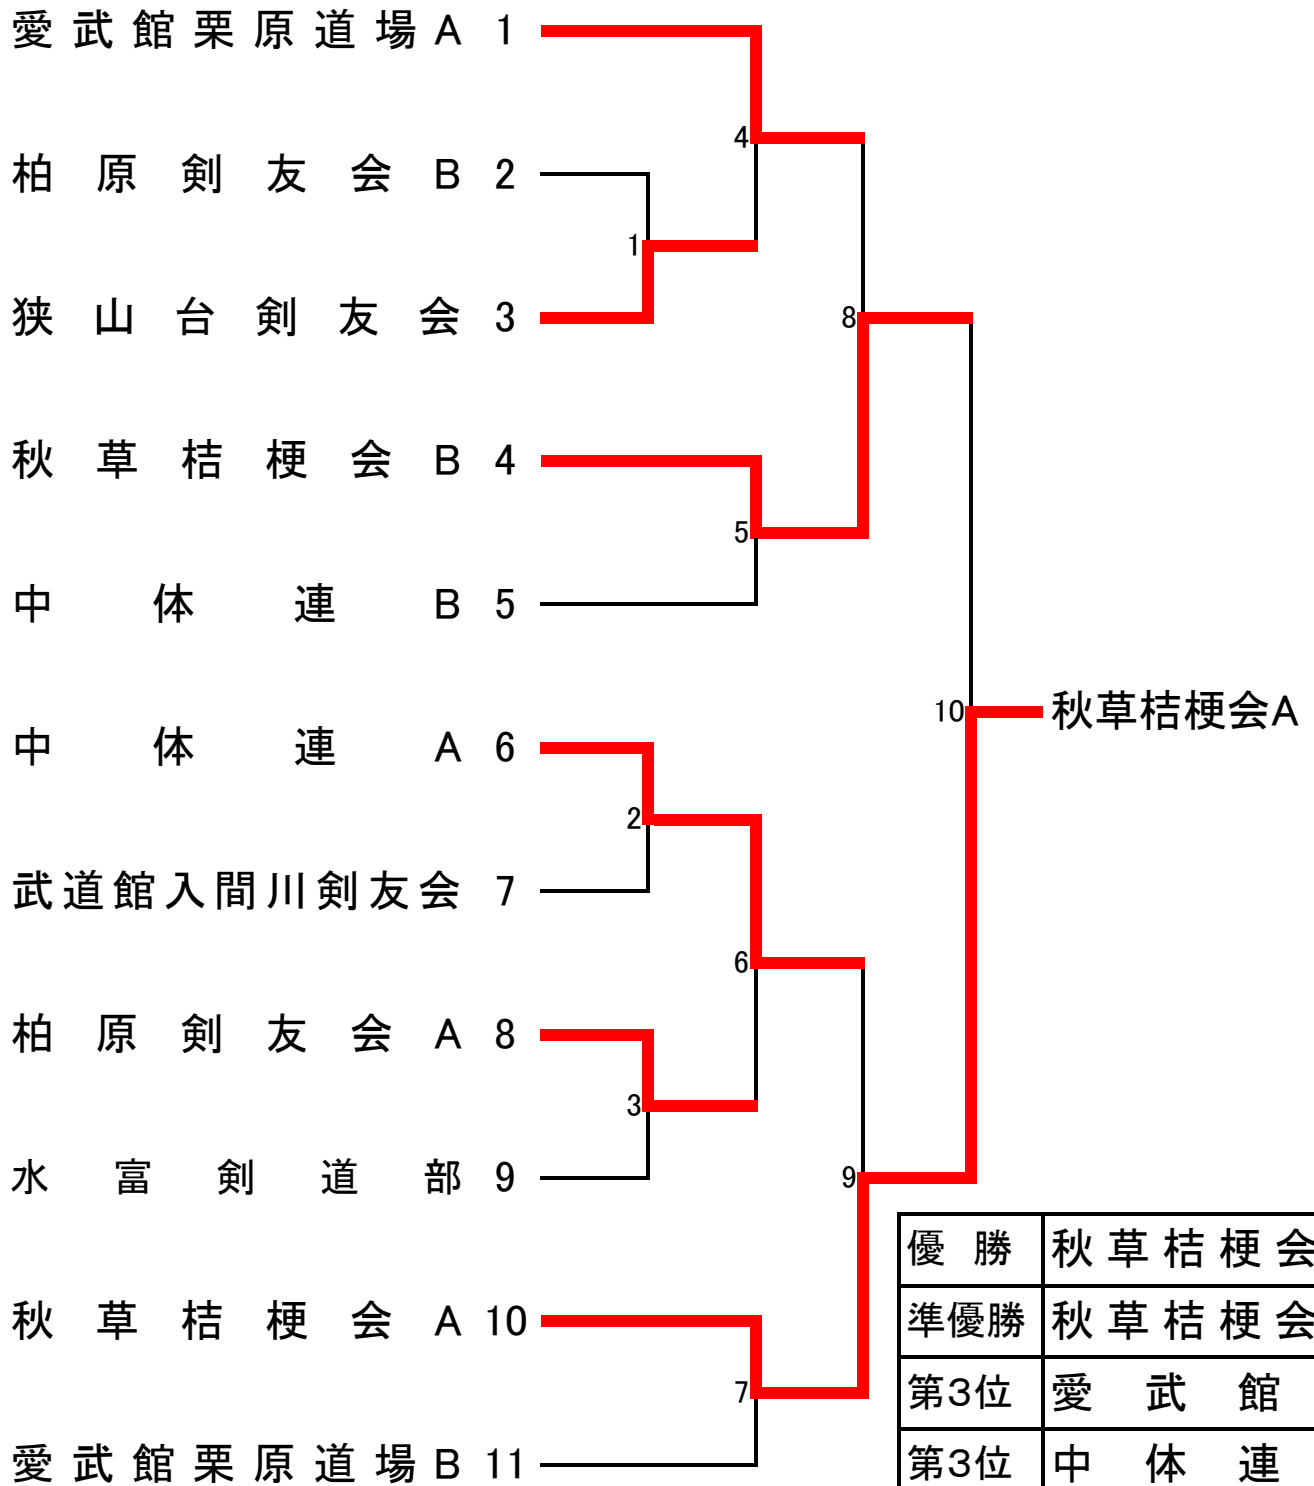 愛武館栗原道場A 1
4
柏原剣友会B 2
1
狭山台剣友会 3
8
秋草桔梗会B 4
5
中体連B 5
10 秋草桔梗会A
中体連A 6
2
武道館入間川剣友会 7
6
柏原剣友会A 8
3
水富剣道部 9
9
優勝 秋草桔梗会
秋草桔梗会A 10
準優勝 秋草桔梗会
7
第3位 愛武館
愛武館栗原道場B 11
第3位 中体連